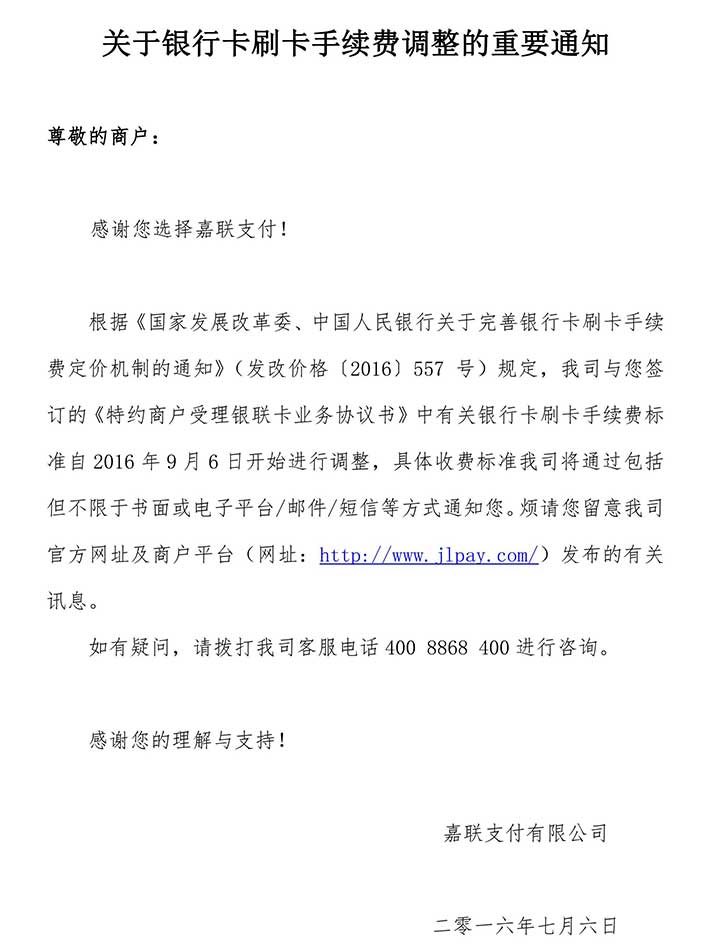 关于银行卡刷卡手续费调整的重要通知
尊敬的商户：
感谢您选择嘉联支付！
根据《国家发展改革委、中国人民银行关于完善银行卡刷卡手续
费定价机制的通知》（发改价格〔2016〕557 号）规定，我司与您签
订的《特约商户受理银联卡业务协议书》中有关银行卡刷卡手续费标
准自 2016 年 9 月 6 日开始进行调整，具体收费标准我司将通过包括
但不限于书面或电子平台/邮件/短信等方式通知您。烦请您留意我司
官方网址及商户平台（网址：http://www.jlpay.com/）发布的有关
讯息。
如有疑问，请拨打我司客服电话 400 8868 400 进行咨询。
感谢您的理解与支持！
嘉联支付有限公司
二零一六年七月六日